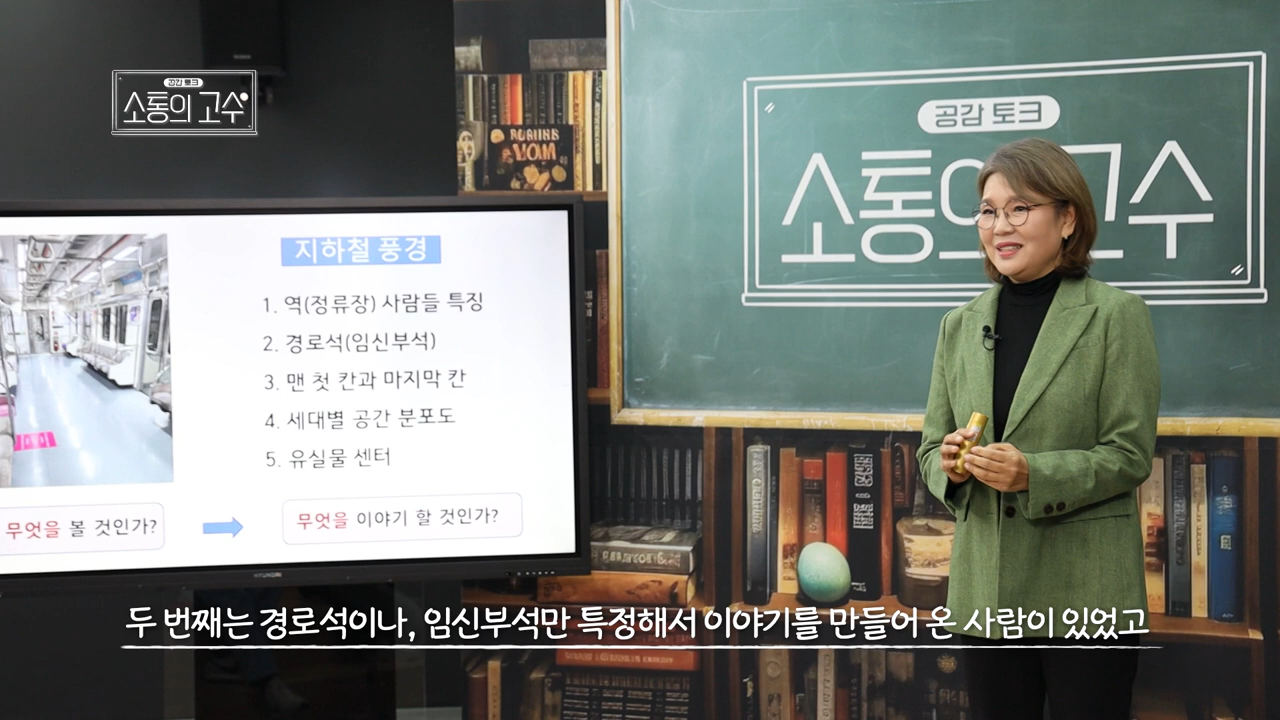 공감 토크
소통의 고수
공감 토크
소통의 고수
지하철 풍경
1. 역(정류장) 사람들 특징
2. 경로석(임신부석)
3. 맨 첫 칸과 마지막 칸
4. 세대별 공간 분포도
5. 유실물 센터
무엇을 볼 것인가?
무엇을 이야기 할 것인가?
HYUNDAI
두 번째는 경로석이나, 임신부석만 특정해서 이야기를 만들어 온 사람이 있었고